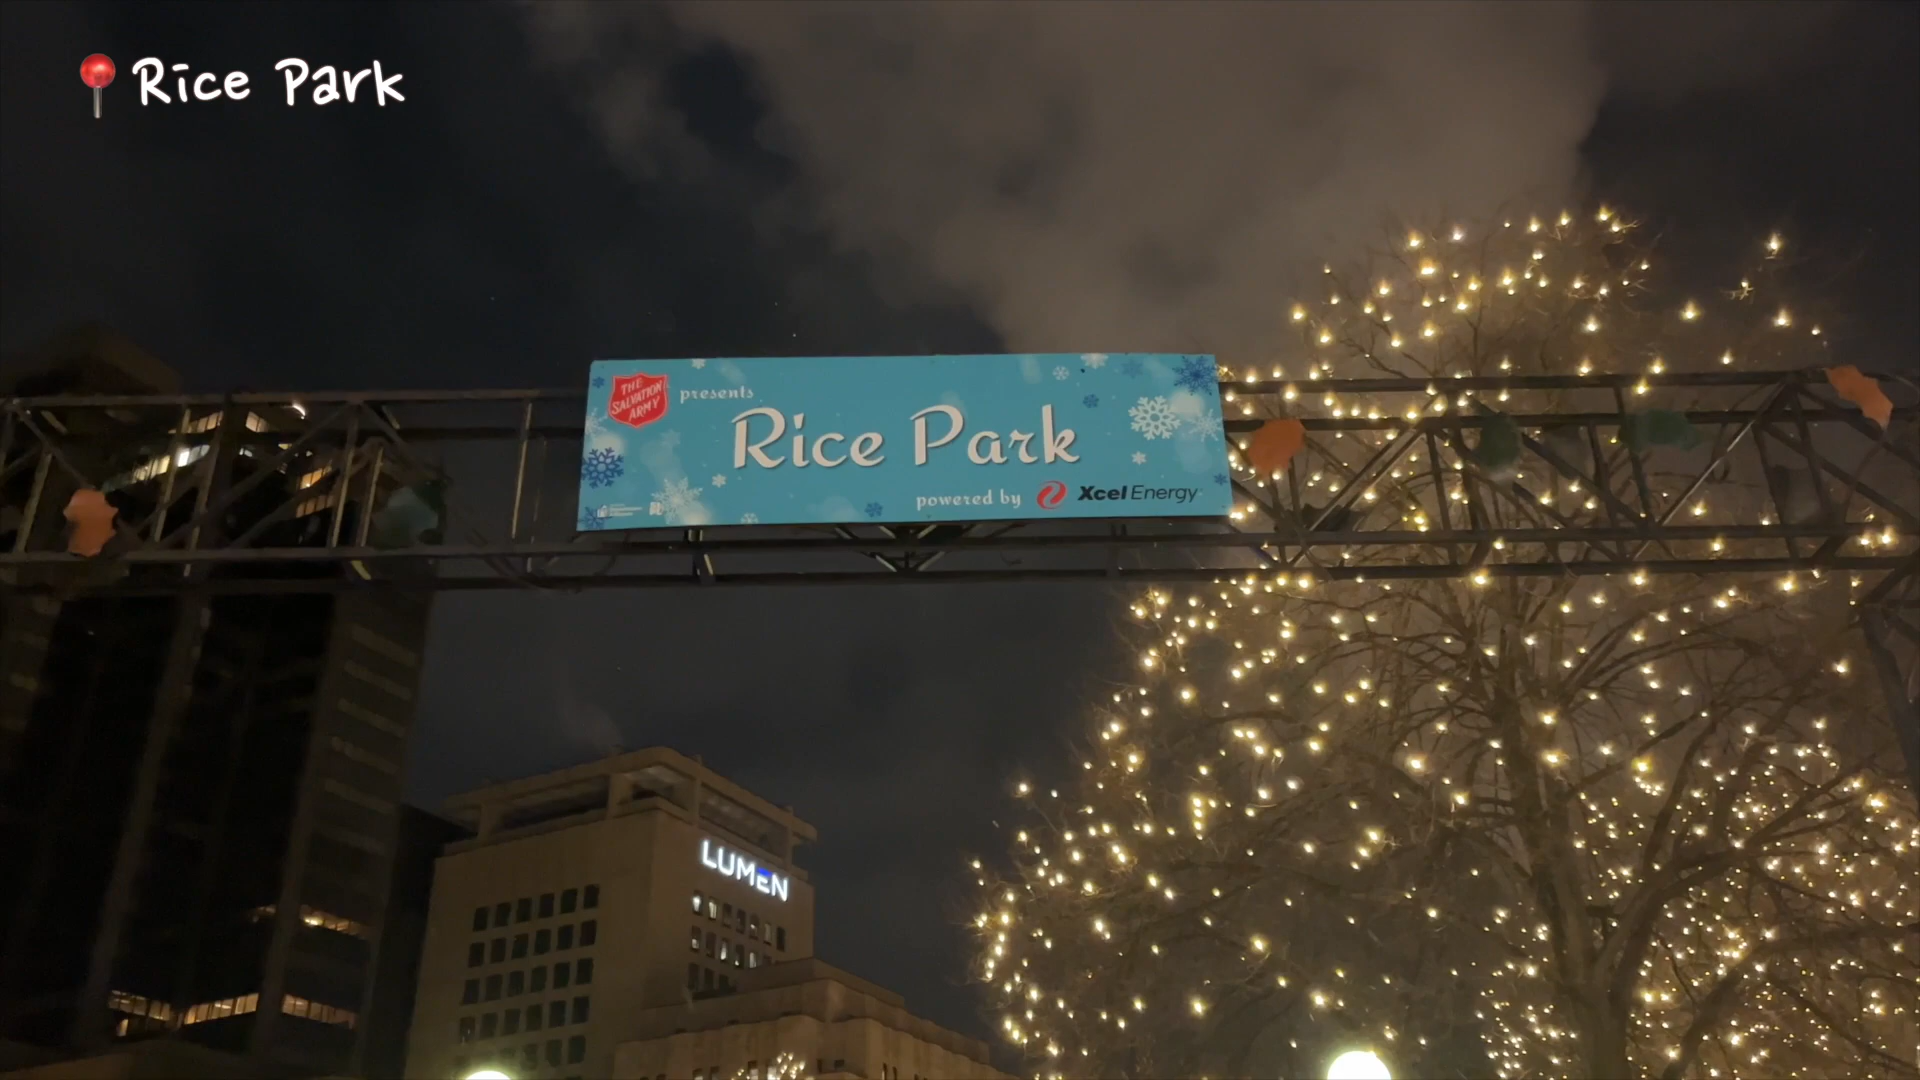 Rice Park
THE
SALVATION
ARMY
presents
Rice Park
powered by Xcel Energy
LUMEN